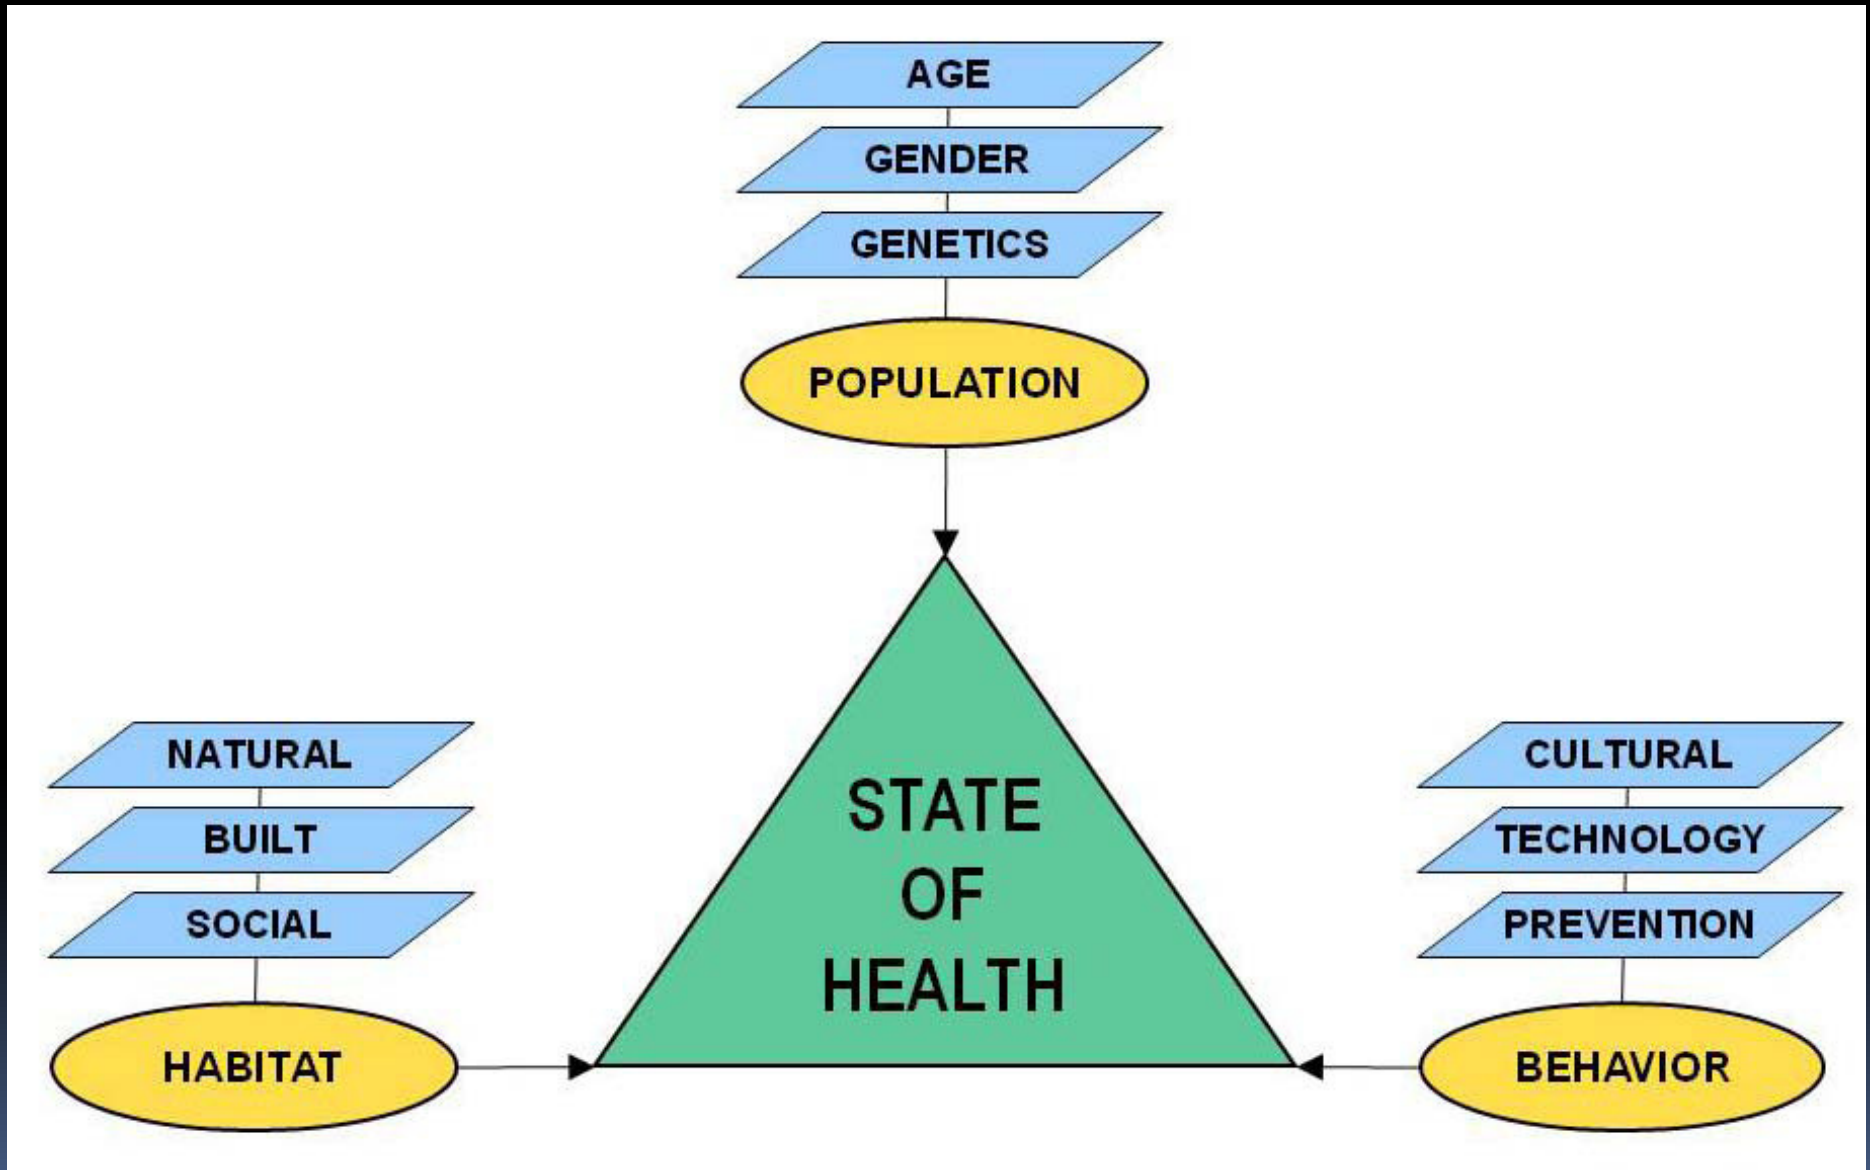 AGE
GENDER
GENETICS
POPULATION
NATURAL
BUILT
SOCIAL
HABITAT
STATE
OF
HEALTH
CULTURAL
TECHNOLOGY
PREVENTION
BEHAVIOR